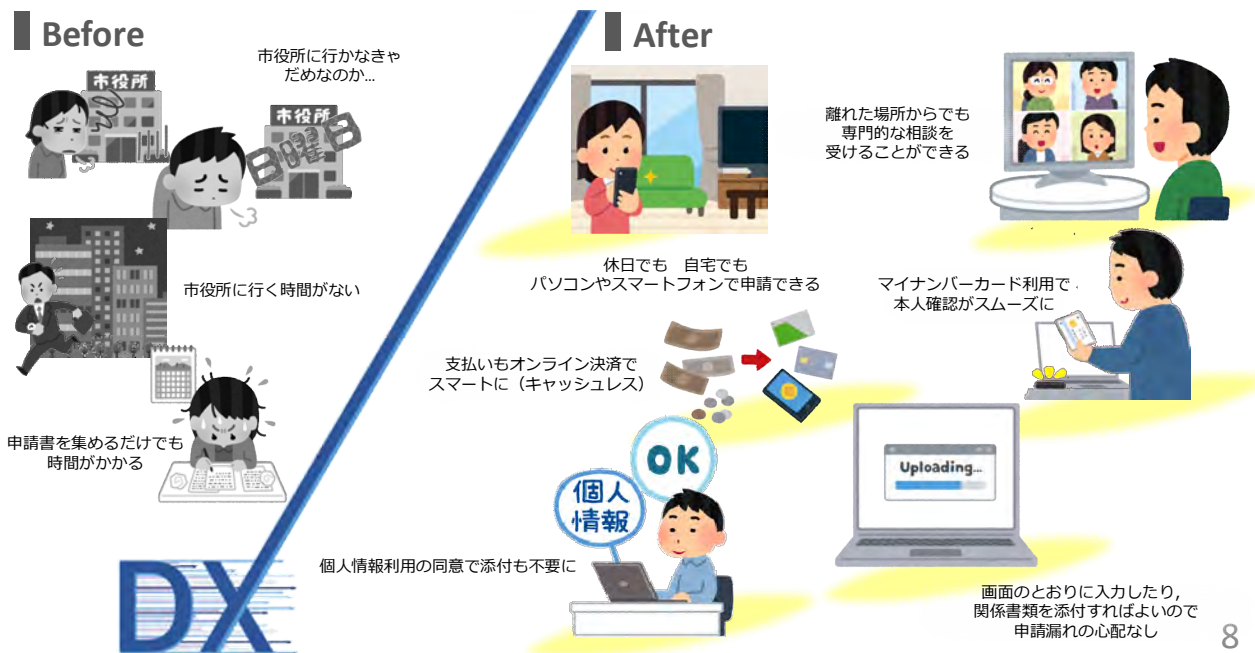 Before
市役所に行かなきゃ
だめなのか…
市役所
市役所
市役所に行く時間がない
申請書を集めるだけでも
時間がかかる
DX
After
離れた場所からでも
専門的な相談を
受けることができる
休日でも　自宅でも
パソコンやスマートフォンで申請できる
マイナンバーカード利用で
本人確認がスムーズに
支払いもオンライン決済で
スマートに（キャッシュレス）
OK
個人
情報
個人情報利用の同意で添付も不要に
Uploading...
画面のとおりに入力したり，
関係書類を添付すればよいので
申請漏れの心配なし
8